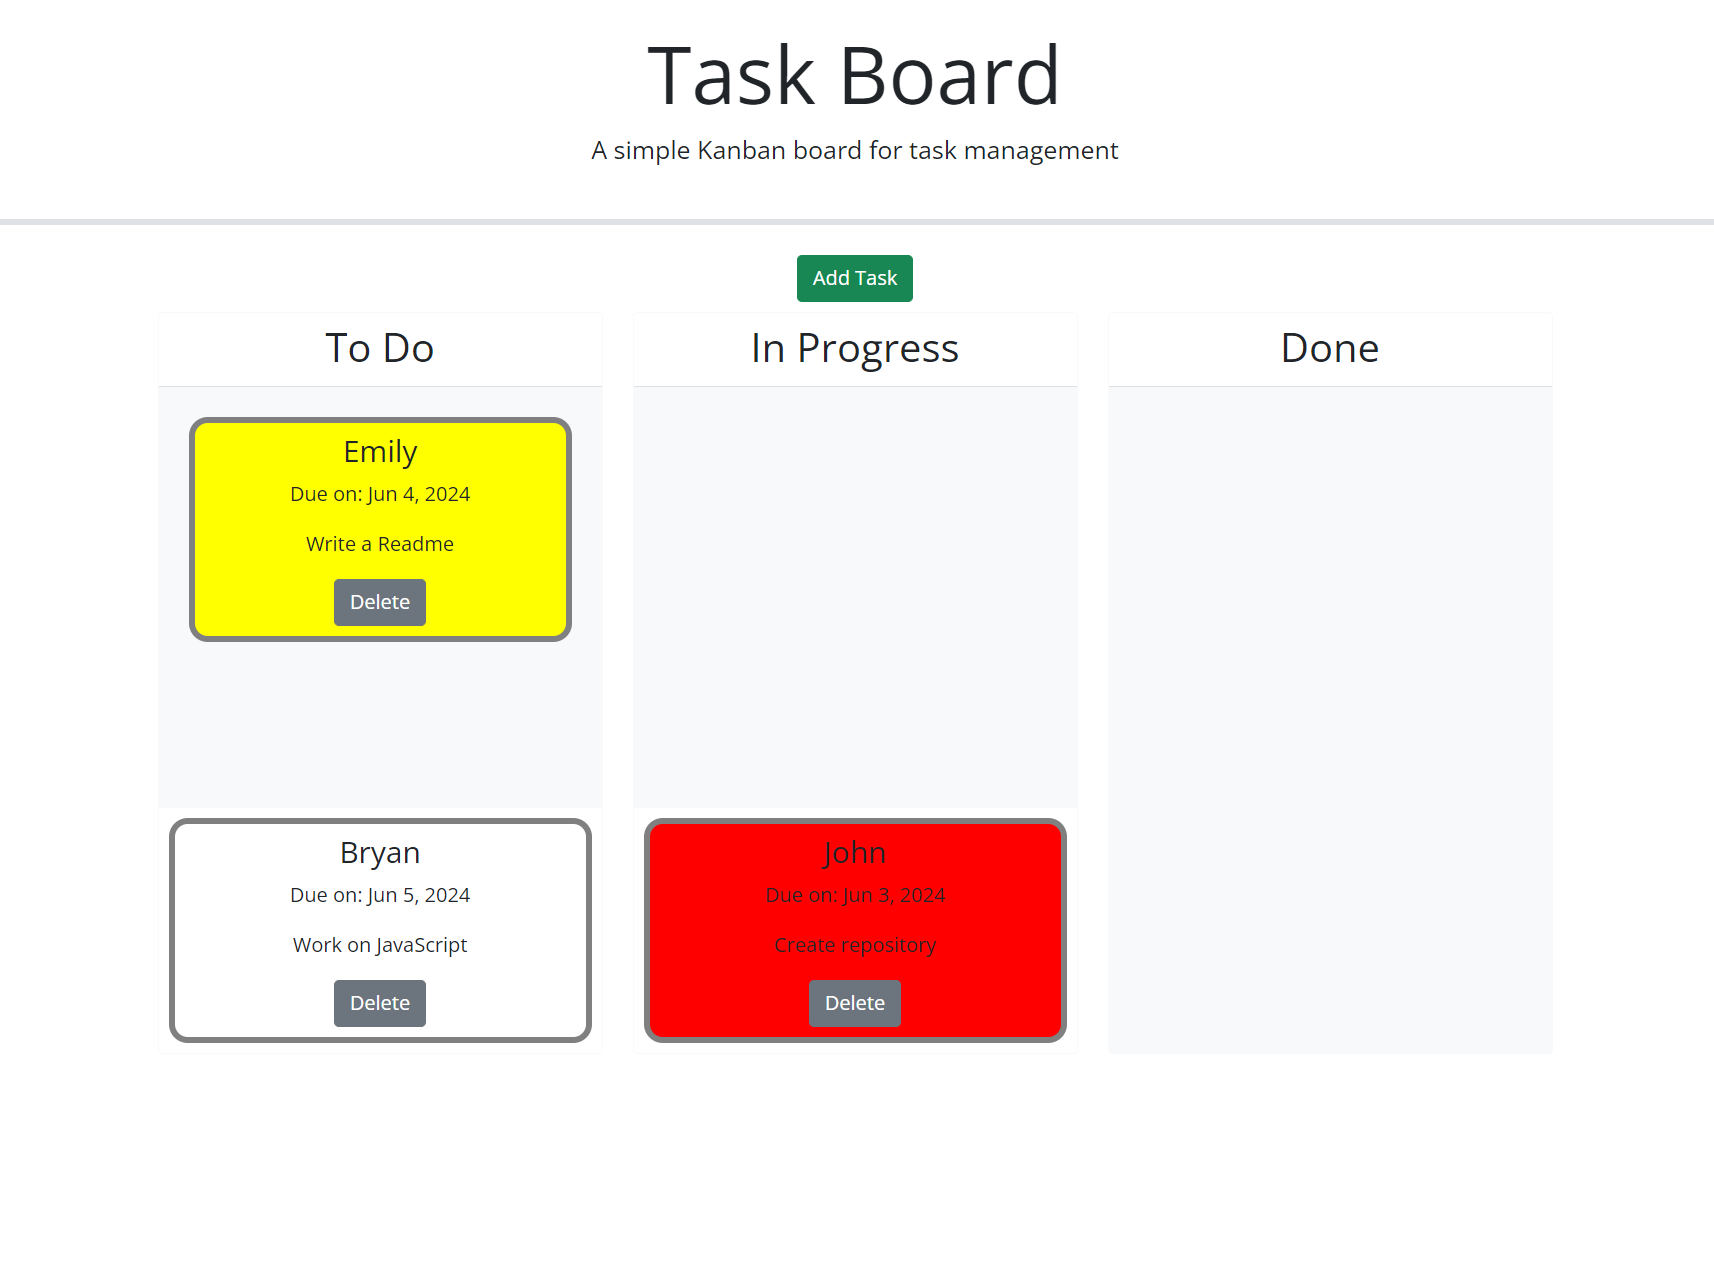 Task Board
A simple Kanban board for task management
Add Task
To Do
Emily
Due on: Jun 4, 2024
Write a Readme
Delete
Bryan
Due on: Jun 5, 2024
Work on JavaScript
Delete
In Progress
John
Due on: Jun 3, 2024
Create repository
Delete
Done